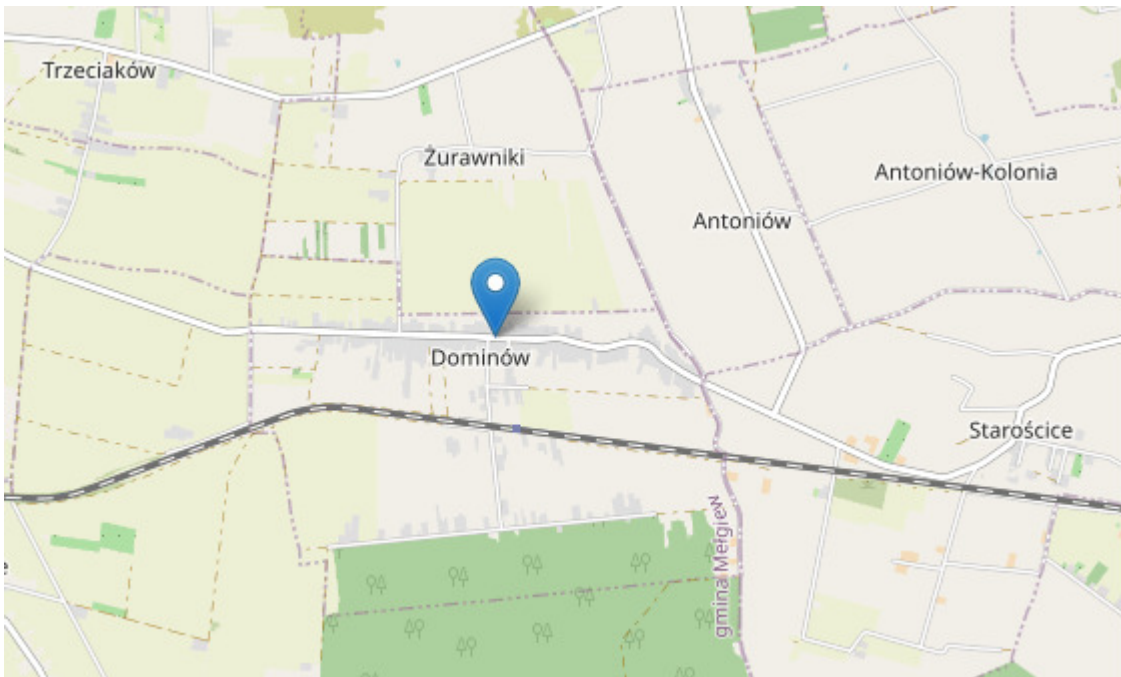 Trzeciaków
Żurawniki
Antoniów-Kolonia
Antoniów
Dominów
Starościce
gmina Mełgiew